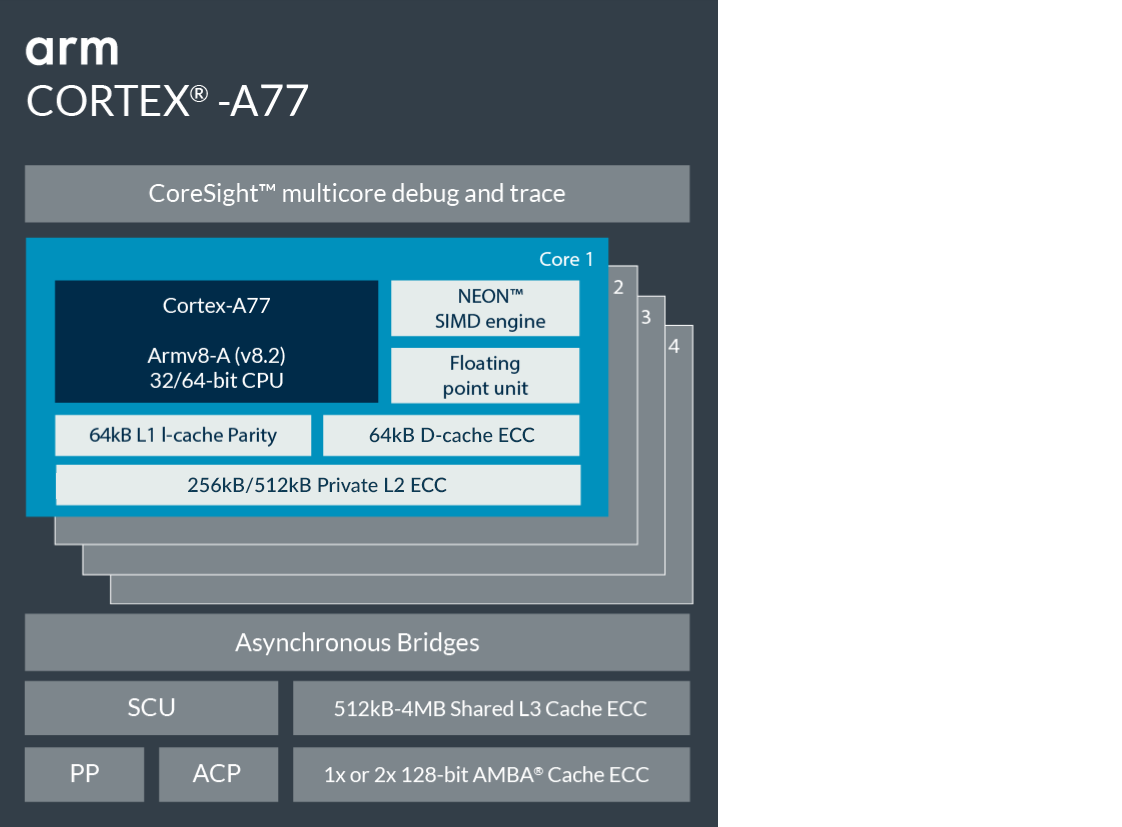 arm
CORTEX® -A77
CoreSight™ multicore debug and trace
Core 1
2
3
4
Cortex-A77
Armv8-A (v8.2)
32/64-bit CPU
NEON™
SIMD engine
Floating
point unit
64kB L1 l-cache Parity
64kB D-cache ECC
256kB/512kB Private L2 ECC
Asynchronous Bridges
SCU
512kB-4MB Shared L3 Cache ECC
PP
ACP
1x or 2x 128-bit AMBA® Cache ECC